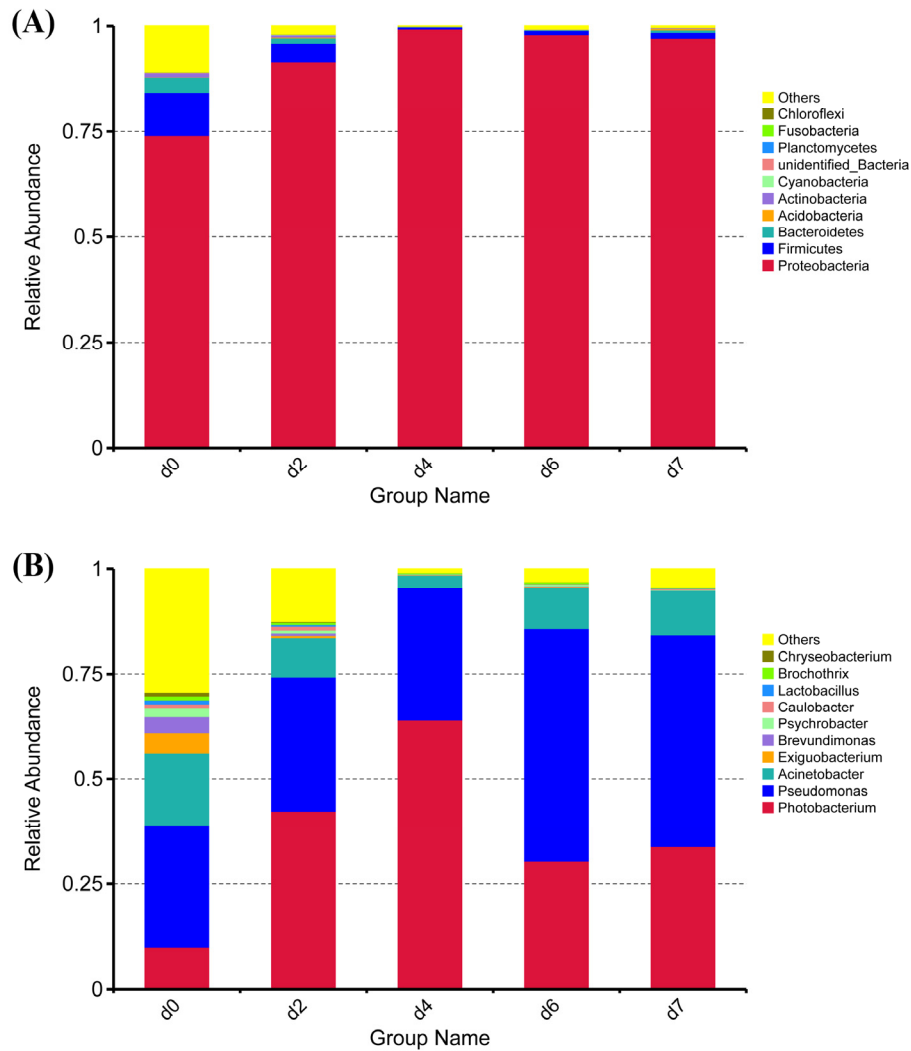 (A)
Relative Abundance
1
0.75
0.5
0.25
0
d0
d2
d4
d6
d7
Group Name
Others
Chloroflexi
Fusobacteria
Planctomycetes
unidentified_Bacteria
Cyanobacteria
Actinobacteria
Acidobacteria
Bacteroidetes
Firmicutes
Proteobacteria
(B)
Relative Abundance
1
0.75
0.5
0.25
0
d0
d2
d4
d6
d7
Group Name
Others
Chryseobacterium
Brochothrix
Lactobacillus
Caulobacter
Psychrobacter
Brevundimonas
Exiguobacterium
Acinetobacter
Pseudomonas
Photobacterium